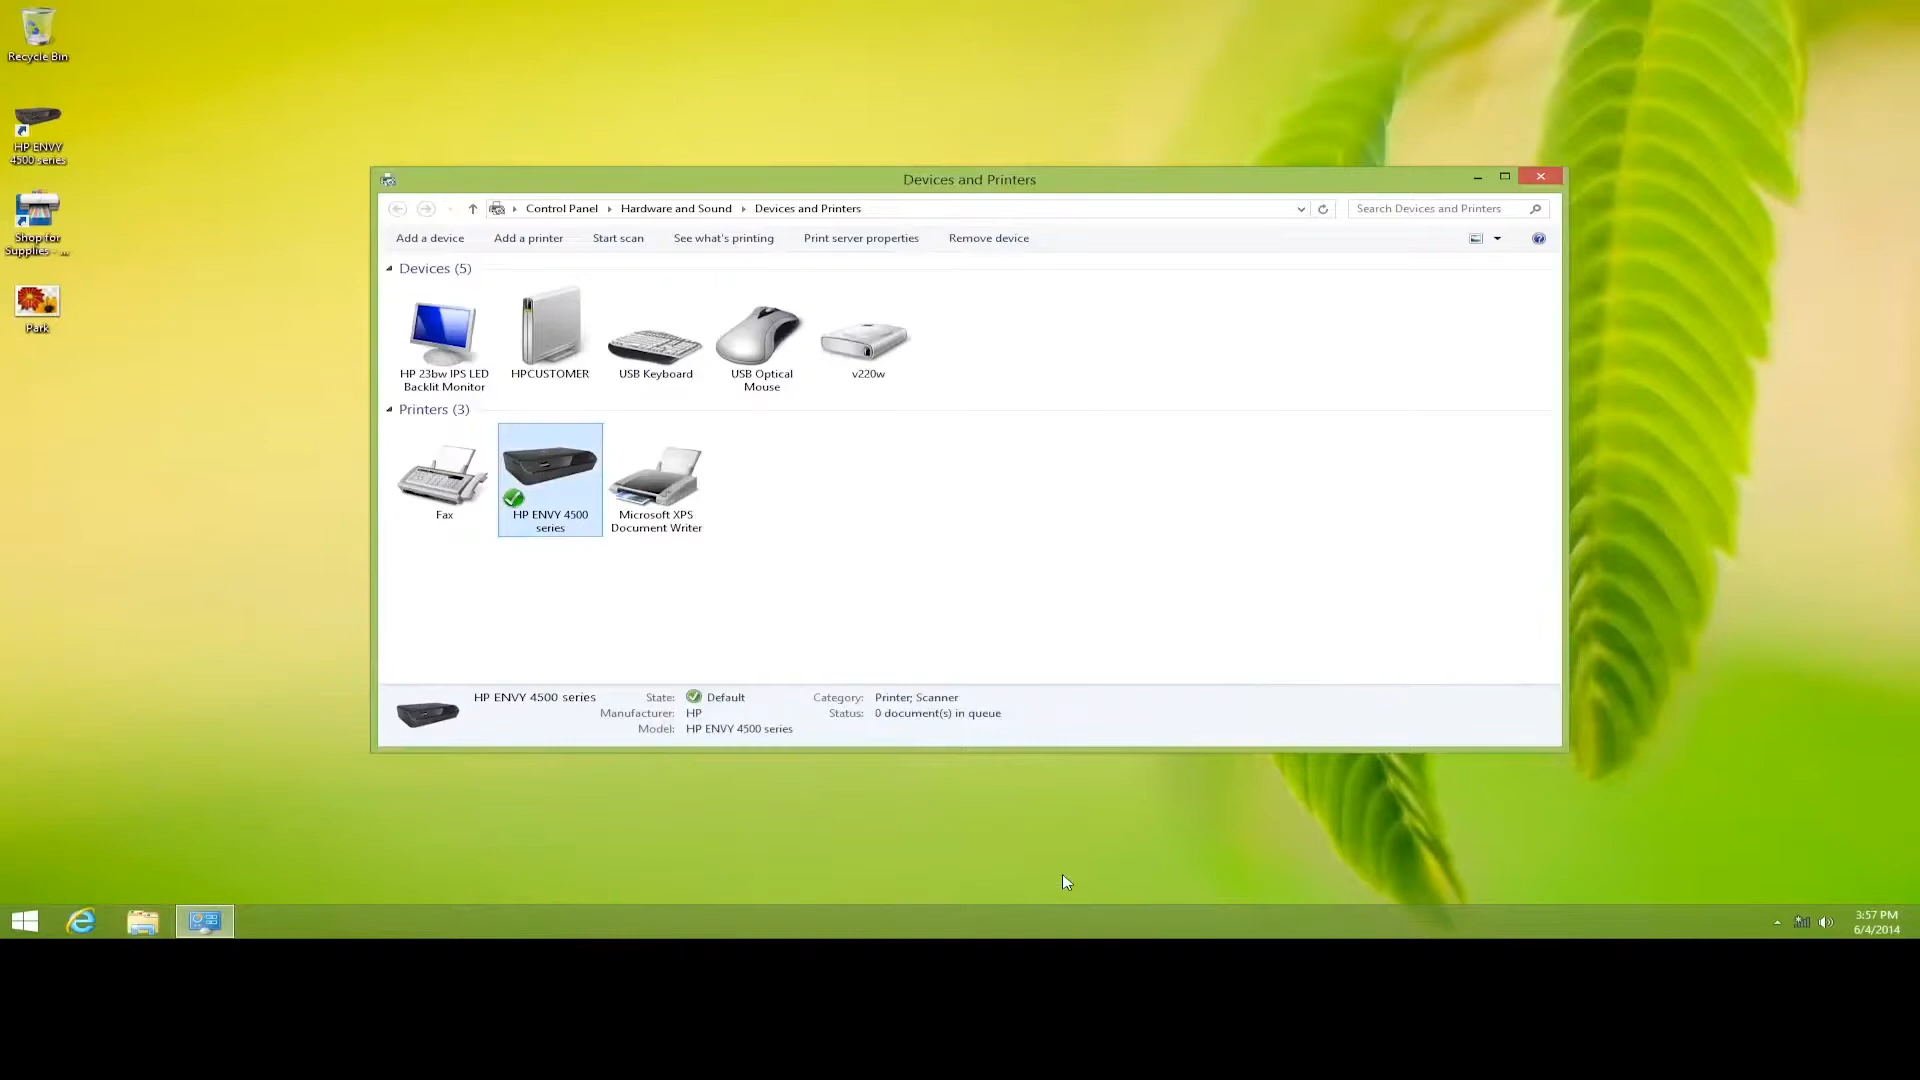 Recycle Bin
HP ENVY
4500 series
Shop for
Supplies - ...
Park
Devices and Printers
Control Panel
Hardware and Sound
Devices and Printers
Search Devices and Printers
Add a device
Add a printer
Start scan
See what's printing
Print server properties
Remove device
Devices (5)
HP 23bw IPS LED
Backlit Monitor
HPCUSTOMER
USB Keyboard
USB Optical
Mouse
v220w
Printers (3)
Fax
HP ENVY 4500
series
Microsoft XPS
Document Writer
HP ENVY 4500 series
State: Default
Manufacturer: HP
Model: HP ENVY 4500 series
Category: Printer; Scanner
Status: 0 document(s) in queue
3:57 PM
6/4/2014